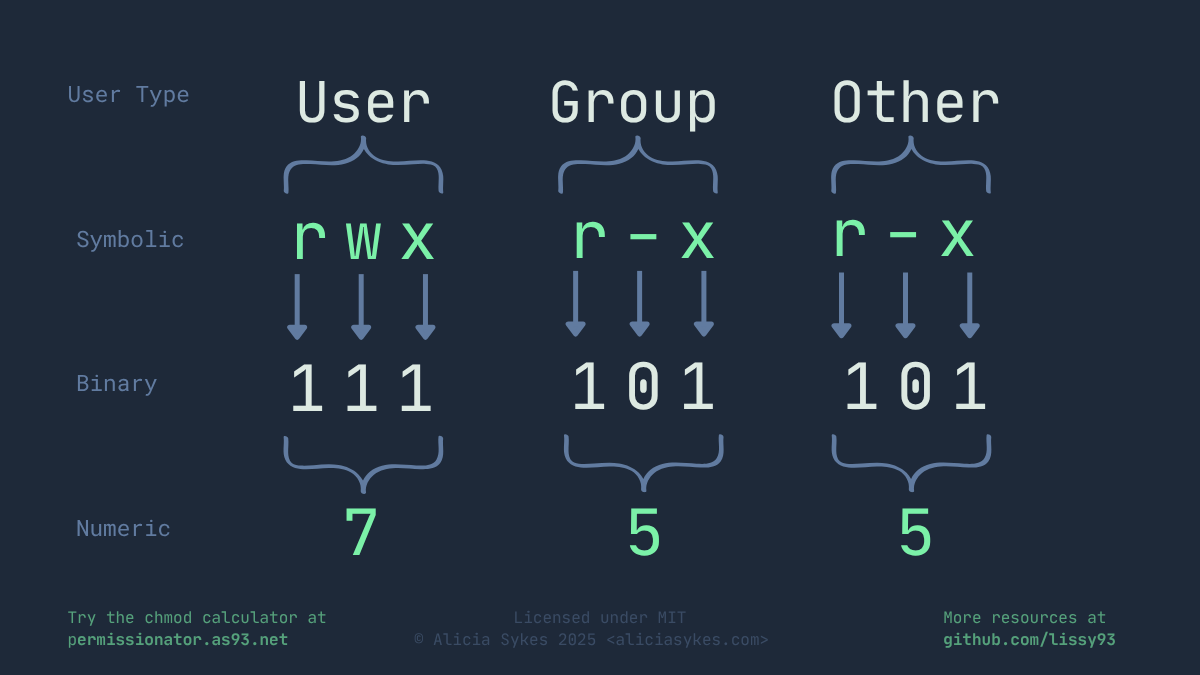 User Type User Group Other
Symbolic r w x r - x r - x
Binary 1 1 1 1 0 1 1 0 1
Numeric 7 5 5
Try the chmod calculator at Licensed under MIT More resources at
permissionator.as93.net © Alicia Sykes 2025 <aliciasykes.com> github.com/lissy93